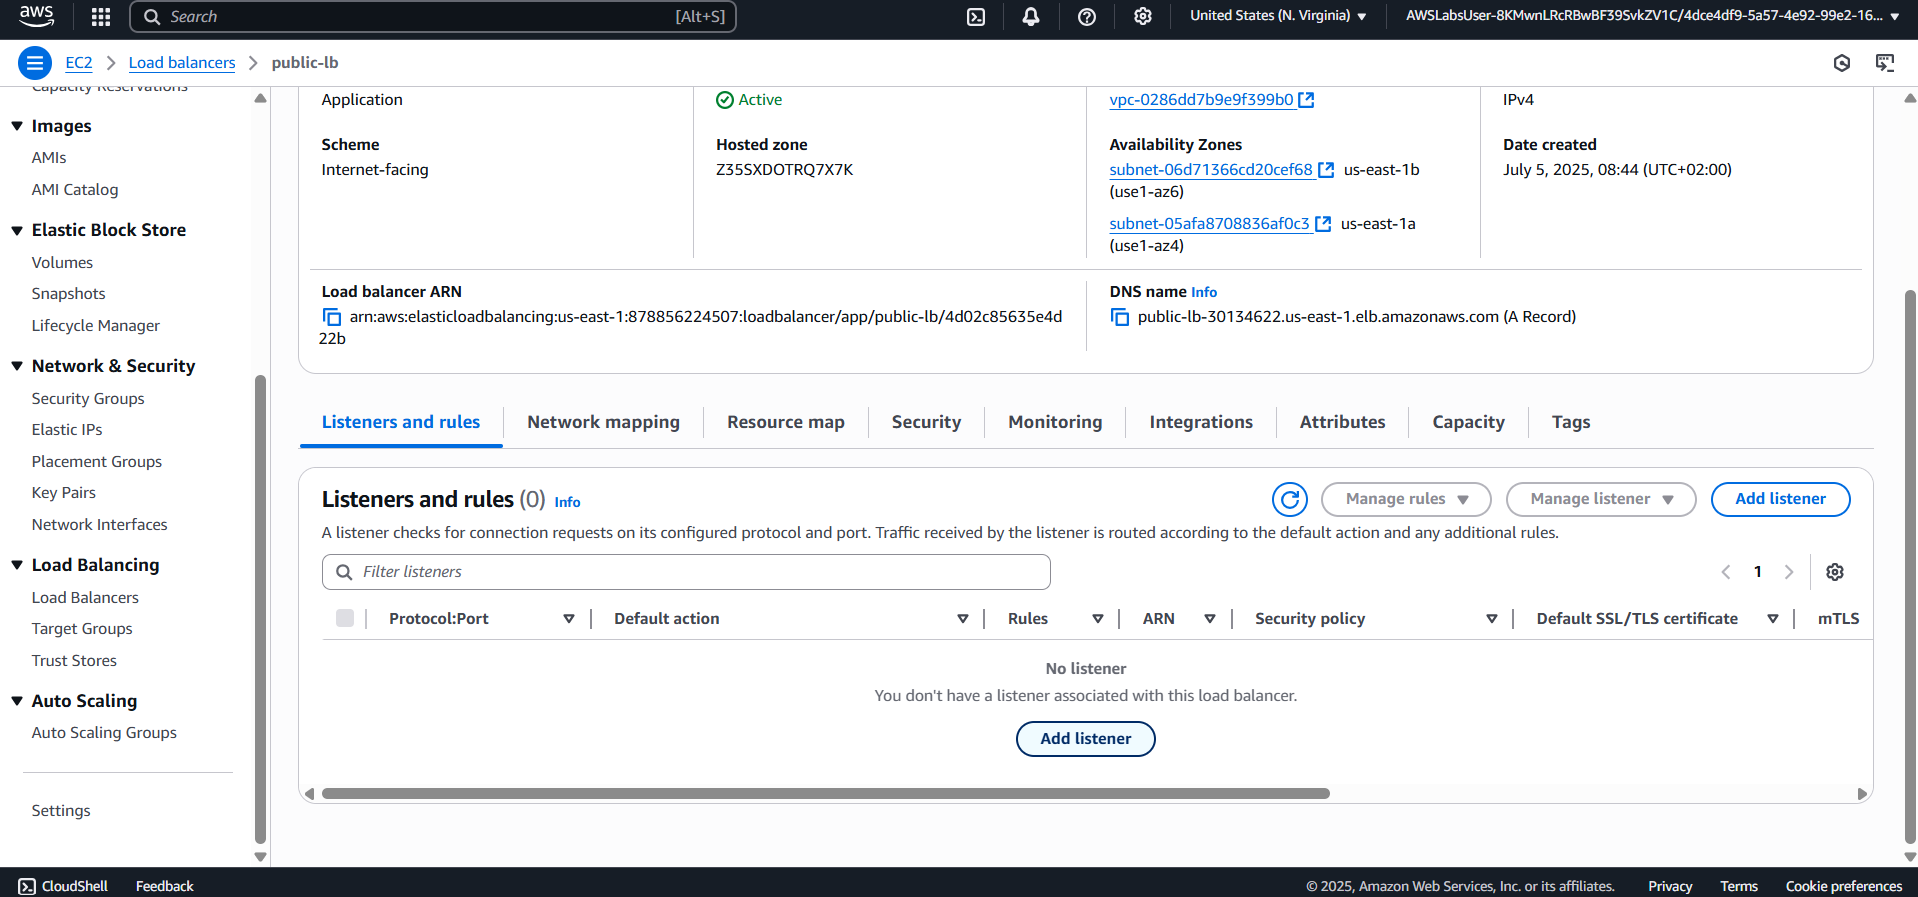 aws
Search [Alt+S]
United States (N. Virginia)
AWSLabsUser-8KMwnLRcRBwBF39SvkZV1C/4dce4df9-5a57-4e92-99e2-16...
EC2 Load balancers public-lb
Capacity Reservations
Images
AMIs
AMI Catalog
Elastic Block Store
Volumes
Snapshots
Lifecycle Manager
Network & Security
Security Groups
Elastic IPs
Placement Groups
Key Pairs
Network Interfaces
Load Balancing
Load Balancers
Target Groups
Trust Stores
Auto Scaling
Auto Scaling Groups
Settings
Application
Scheme
Internet-facing
Active
Hosted zone
Z35SXDOTRQ7X7K
vpc-0286dd7b9e9f399b0
Availability Zones
subnet-06d71366cd20cef68 us-east-1b
(use1-az6)
subnet-05afa8708836af0c3 us-east-1a
(use1-az4)
IPv4
Date created
July 5, 2025, 08:44 (UTC+02:00)
Load balancer ARN
arn:aws:elasticloadbalancing:us-east-1:878856224507:loadbalancer/app/public-lb/4d02c85635e4d
22b
DNS name Info
public-lb-30134622.us-east-1.elb.amazonaws.com (A Record)
Listeners and rules Network mapping Resource map Security Monitoring Integrations Attributes Capacity Tags
Listeners and rules (0) Info
Manage rules Manage listener Add listener
A listener checks for connection requests on its configured protocol and port. Traffic received by the listener is routed according to the default action and any additional rules.
Filter listeners
1
Protocol:Port Default action Rules ARN Security policy Default SSL/TLS certificate mTLS
No listener
You don't have a listener associated with this load balancer.
Add listener
CloudShell Feedback
© 2025, Amazon Web Services, Inc. or its affiliates. Privacy Terms Cookie preferences